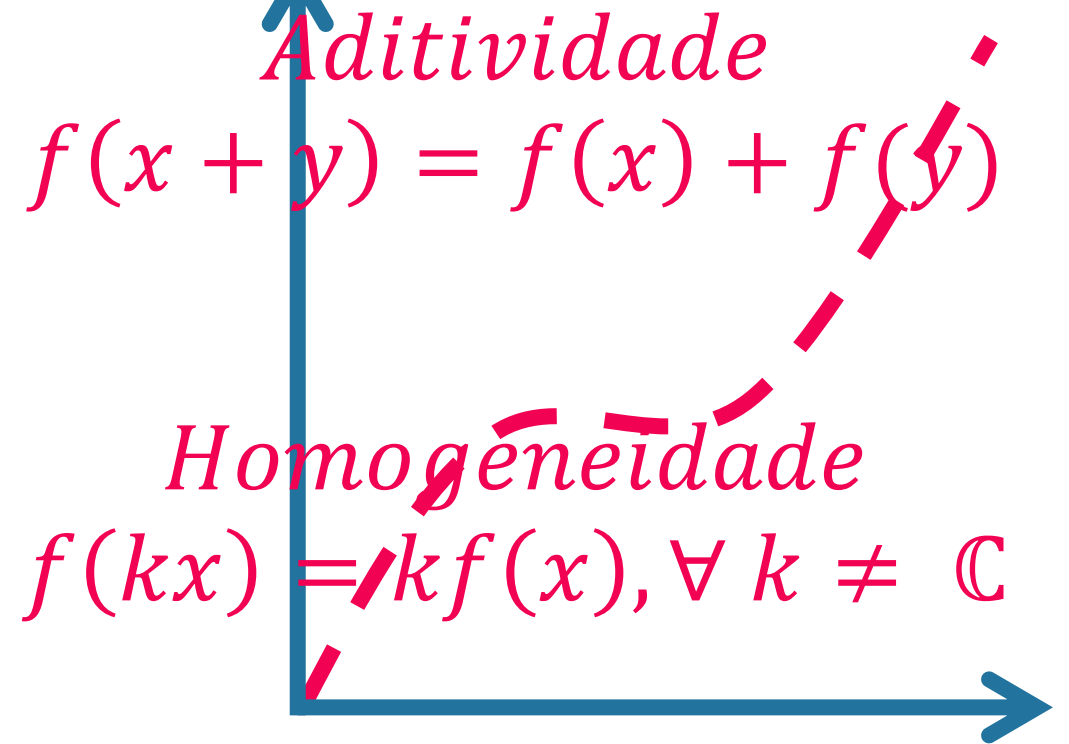 Aditividade
f(x + y) = f(x) + f(y)
Homogeneidade
f(kx) = kf(x), ∀ k ≠ ℂ